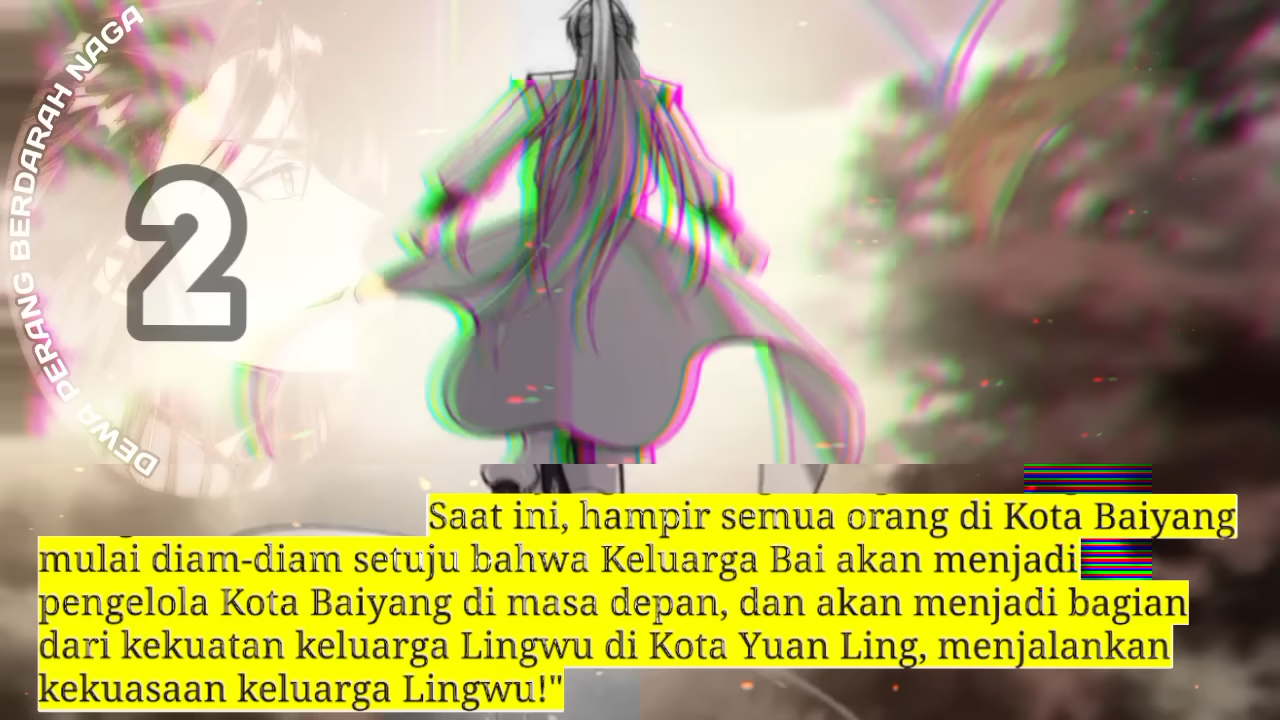 DEWA PERANG BERDARAH NAGA
2
Saat ini, hampir semua orang di Kota Baiyang
mulai diam-diam setuju bahwa Keluarga Bai akan menjadi
pengelola Kota Baiyang di masa depan, dan akan menjadi bagian
dari kekuatan keluarga Lingwu di Kota Yuan Ling, menjalankan
kekuasaan keluarga Lingwu!"